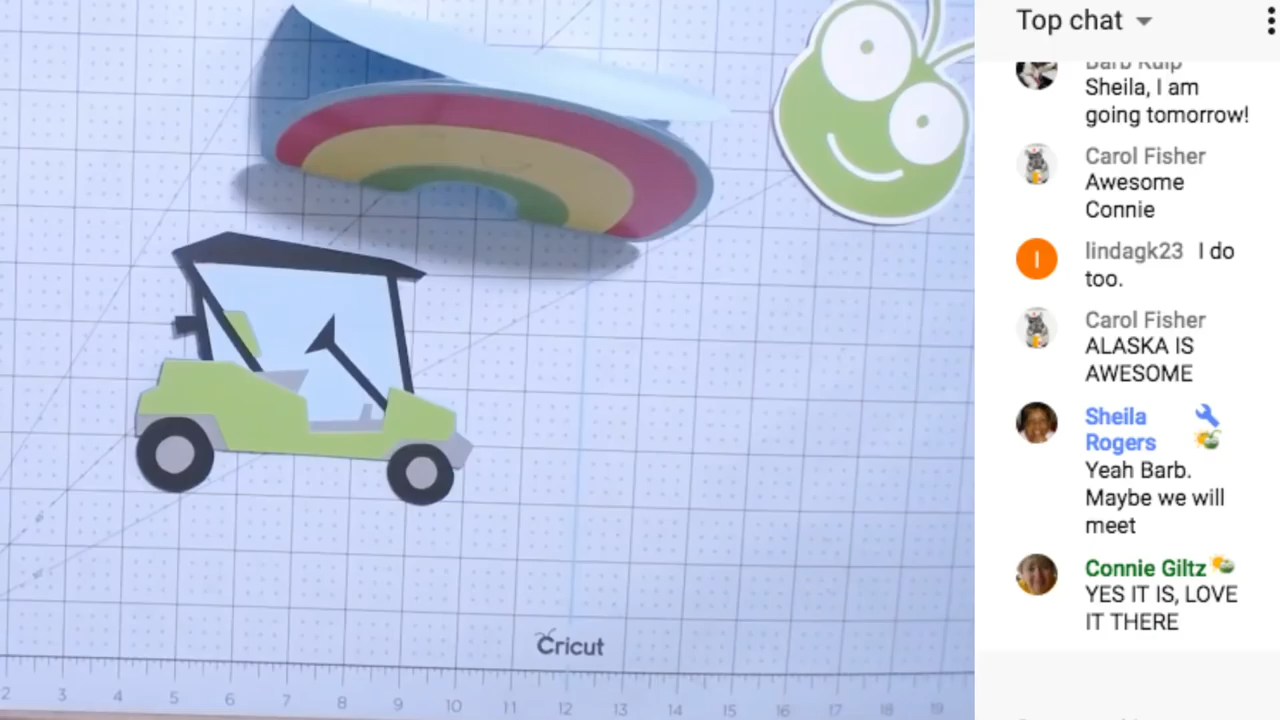 Top chat
Barb Kulp
Sheila, I am
going tomorrow!
Carol Fisher
Awesome
Connie
I
lindagk23 I do
too.
Carol Fisher
ALASKA IS
AWESOME
Sheila
Rogers
Yeah Barb.
Maybe we will
meet
Connie Giltz
YES IT IS, LOVE
IT THERE
Cricut
2 3 4 5 6 7 8 9 10 11 12 13 14 15 16 17 18 19